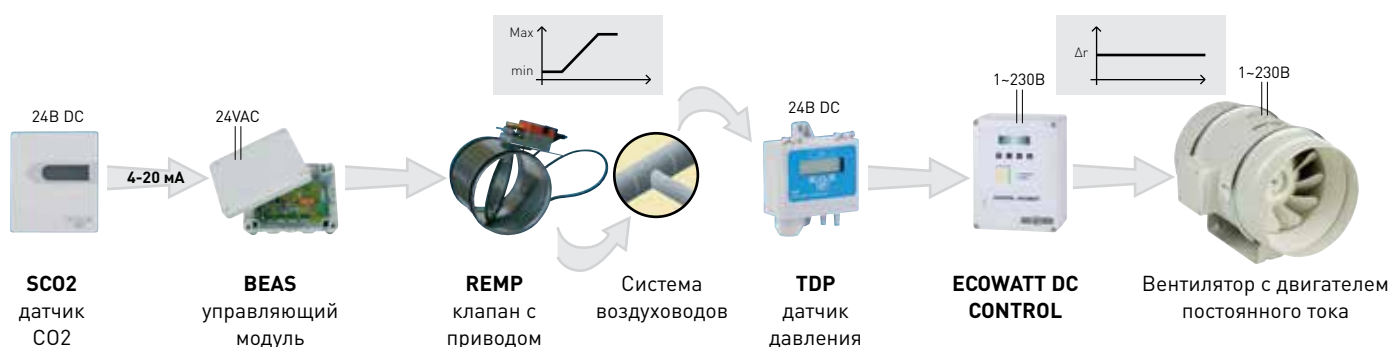 Max
min
Δr
1~230В
1~230В
24В DC
24VAC
24В DC
4-20 мА
SCO2
датчик
CO2
BEAS
управляющий
модуль
REMP
клапан с
приводом
Система
воздуховодов
TDP
датчик
давления
ECOWATT DC
CONTROL
Вентилятор с двигателем
постоянного тока